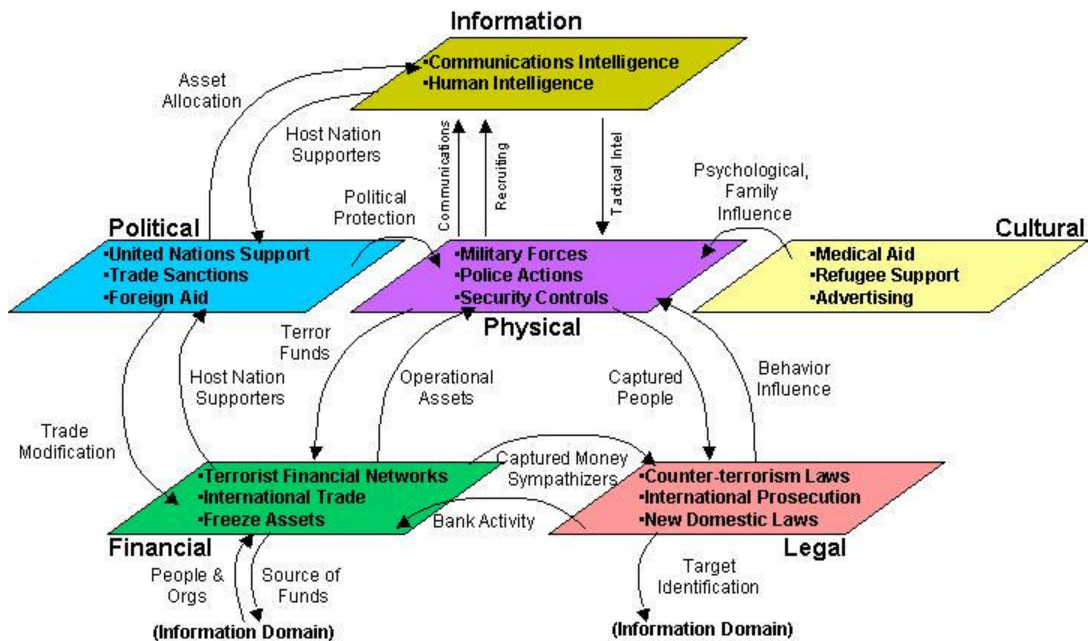 Information
•Communications Intelligence
•Human Intelligence
Asset
Allocation
Host Nation
Supporters
Communications
Recruiting
Tactical Intel
Psychological,
Family
Influence
Political
Protection
Political
Cultural
•United Nations Support
•Trade Sanctions
•Foreign Aid
•Military Forces
•Police Actions
•Security Controls
•Medical Aid
•Refugee Support
•Advertising
Physical
Terror
Funds
Host Nation
Supporters
Operational
Assets
Captured
People
Behavior
Influence
Trade
Modification
•Terrorist Financial Networks
•International Trade
•Freeze Assets
Captured Money
Sympathizers
Bank Activity
•Counter-terrorism Laws
•International Prosecution
•New Domestic Laws
Financial
Legal
People &
Orgs
Source of
Funds
Target
Identification
(Information Domain)
(Information Domain)